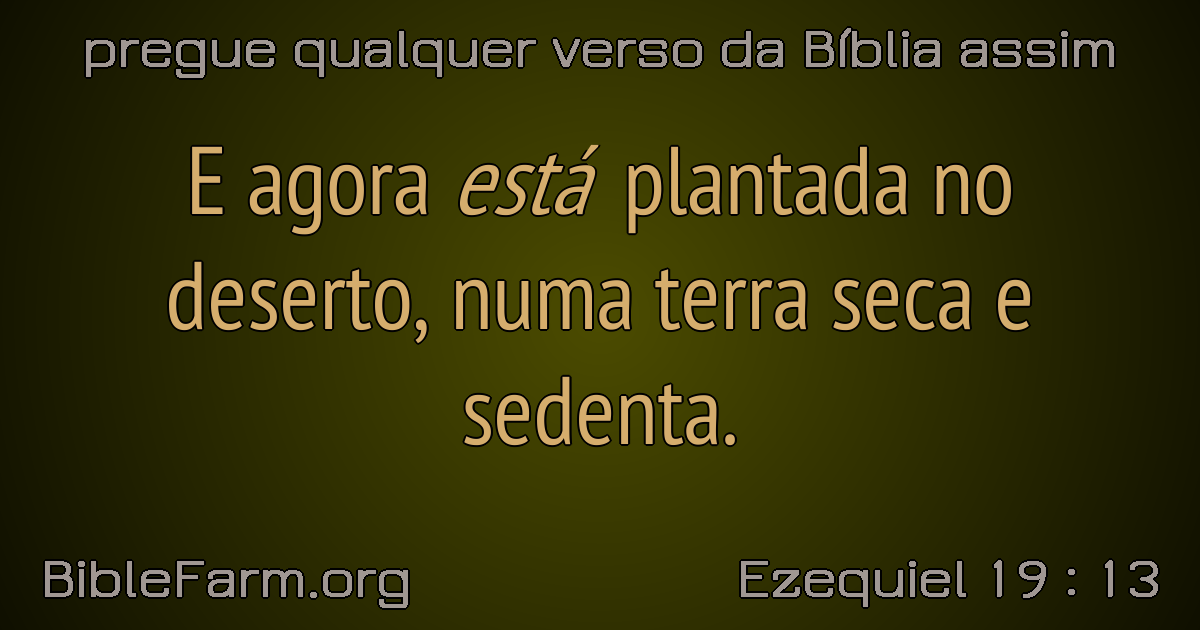 pregue qualquer verso da Bíblia assim
E agora está plantada no
deserto, numa terra seca e
sedenta.
BibleFarm.org
Ezequiel 19 : 13